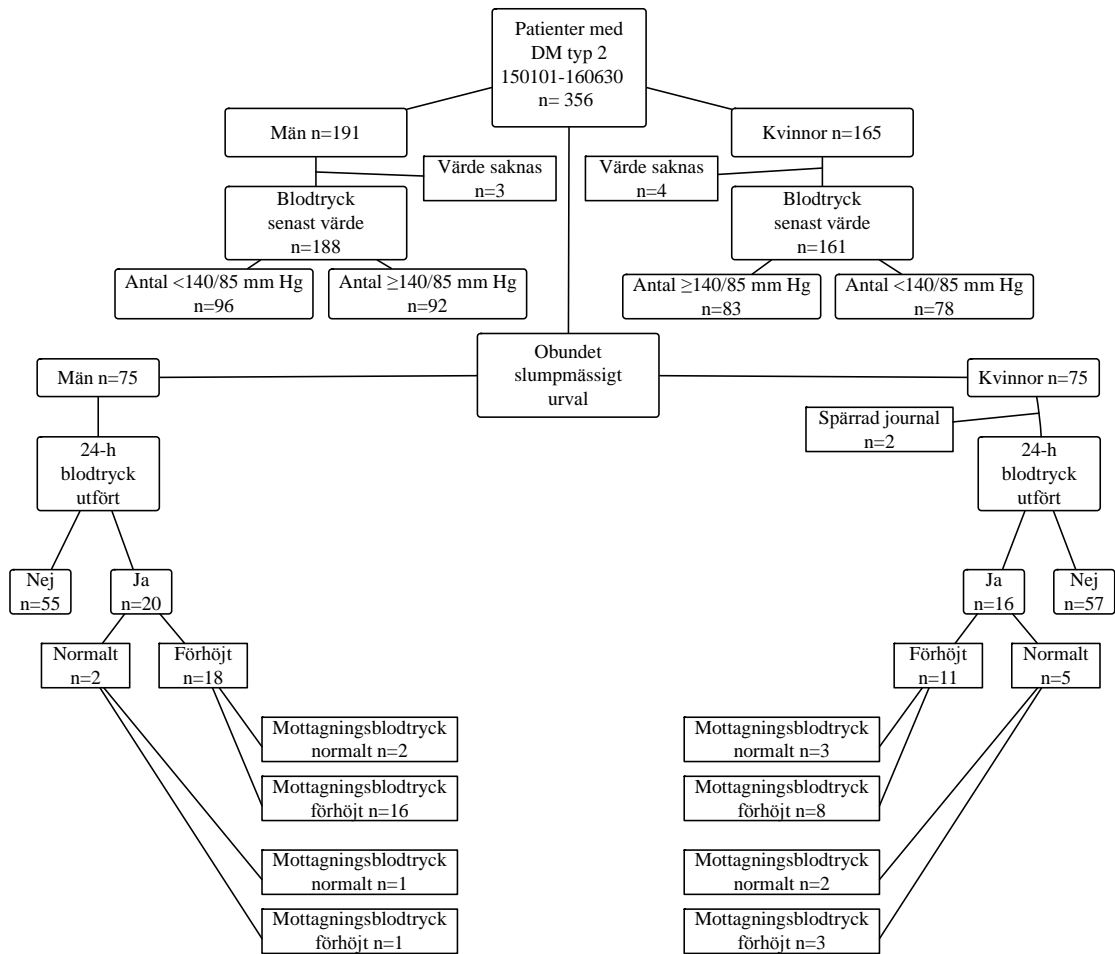 Patienter med
DM typ 2
150101-160630
n= 356
Män n=191
Kvinnor n=165
Värde saknas
n=3
Värde saknas
n=4
Blodtryck
senast värde
n=188
Blodtryck
senast värde
n=161
Antal <140/85 mm Hg
n=96
Antal ≥140/85 mm Hg
n=92
Antal ≥140/85 mm Hg
n=83
Antal <140/85 mm Hg
n=78
Obundet
slumpmässigt
urval
Män n=75
Kvinnor n=75
Spärrad journal
n=2
24-h
blodtryck
utfört
24-h
blodtryck
utfört
Nej
n=55
Ja
n=20
Ja
n=16
Nej
n=57
Normalt
n=2
Förhöjt
n=18
Förhöjt
n=11
Normalt
n=5
Mottagningsblodtryck
normalt n=2
Mottagningsblodtryck
normalt n=3
Mottagningsblodtryck
förhöjt n=16
Mottagningsblodtryck
förhöjt n=8
Mottagningsblodtryck
normalt n=1
Mottagningsblodtryck
normalt n=2
Mottagningsblodtryck
förhöjt n=1
Mottagningsblodtryck
förhöjt n=3